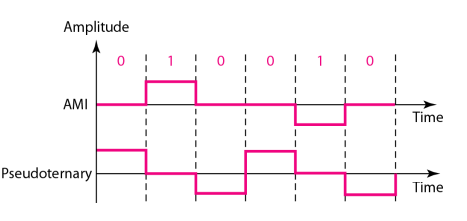 Amplitude
0 1 0 0 1 0
AMI
Time
Pseudoternary
Time